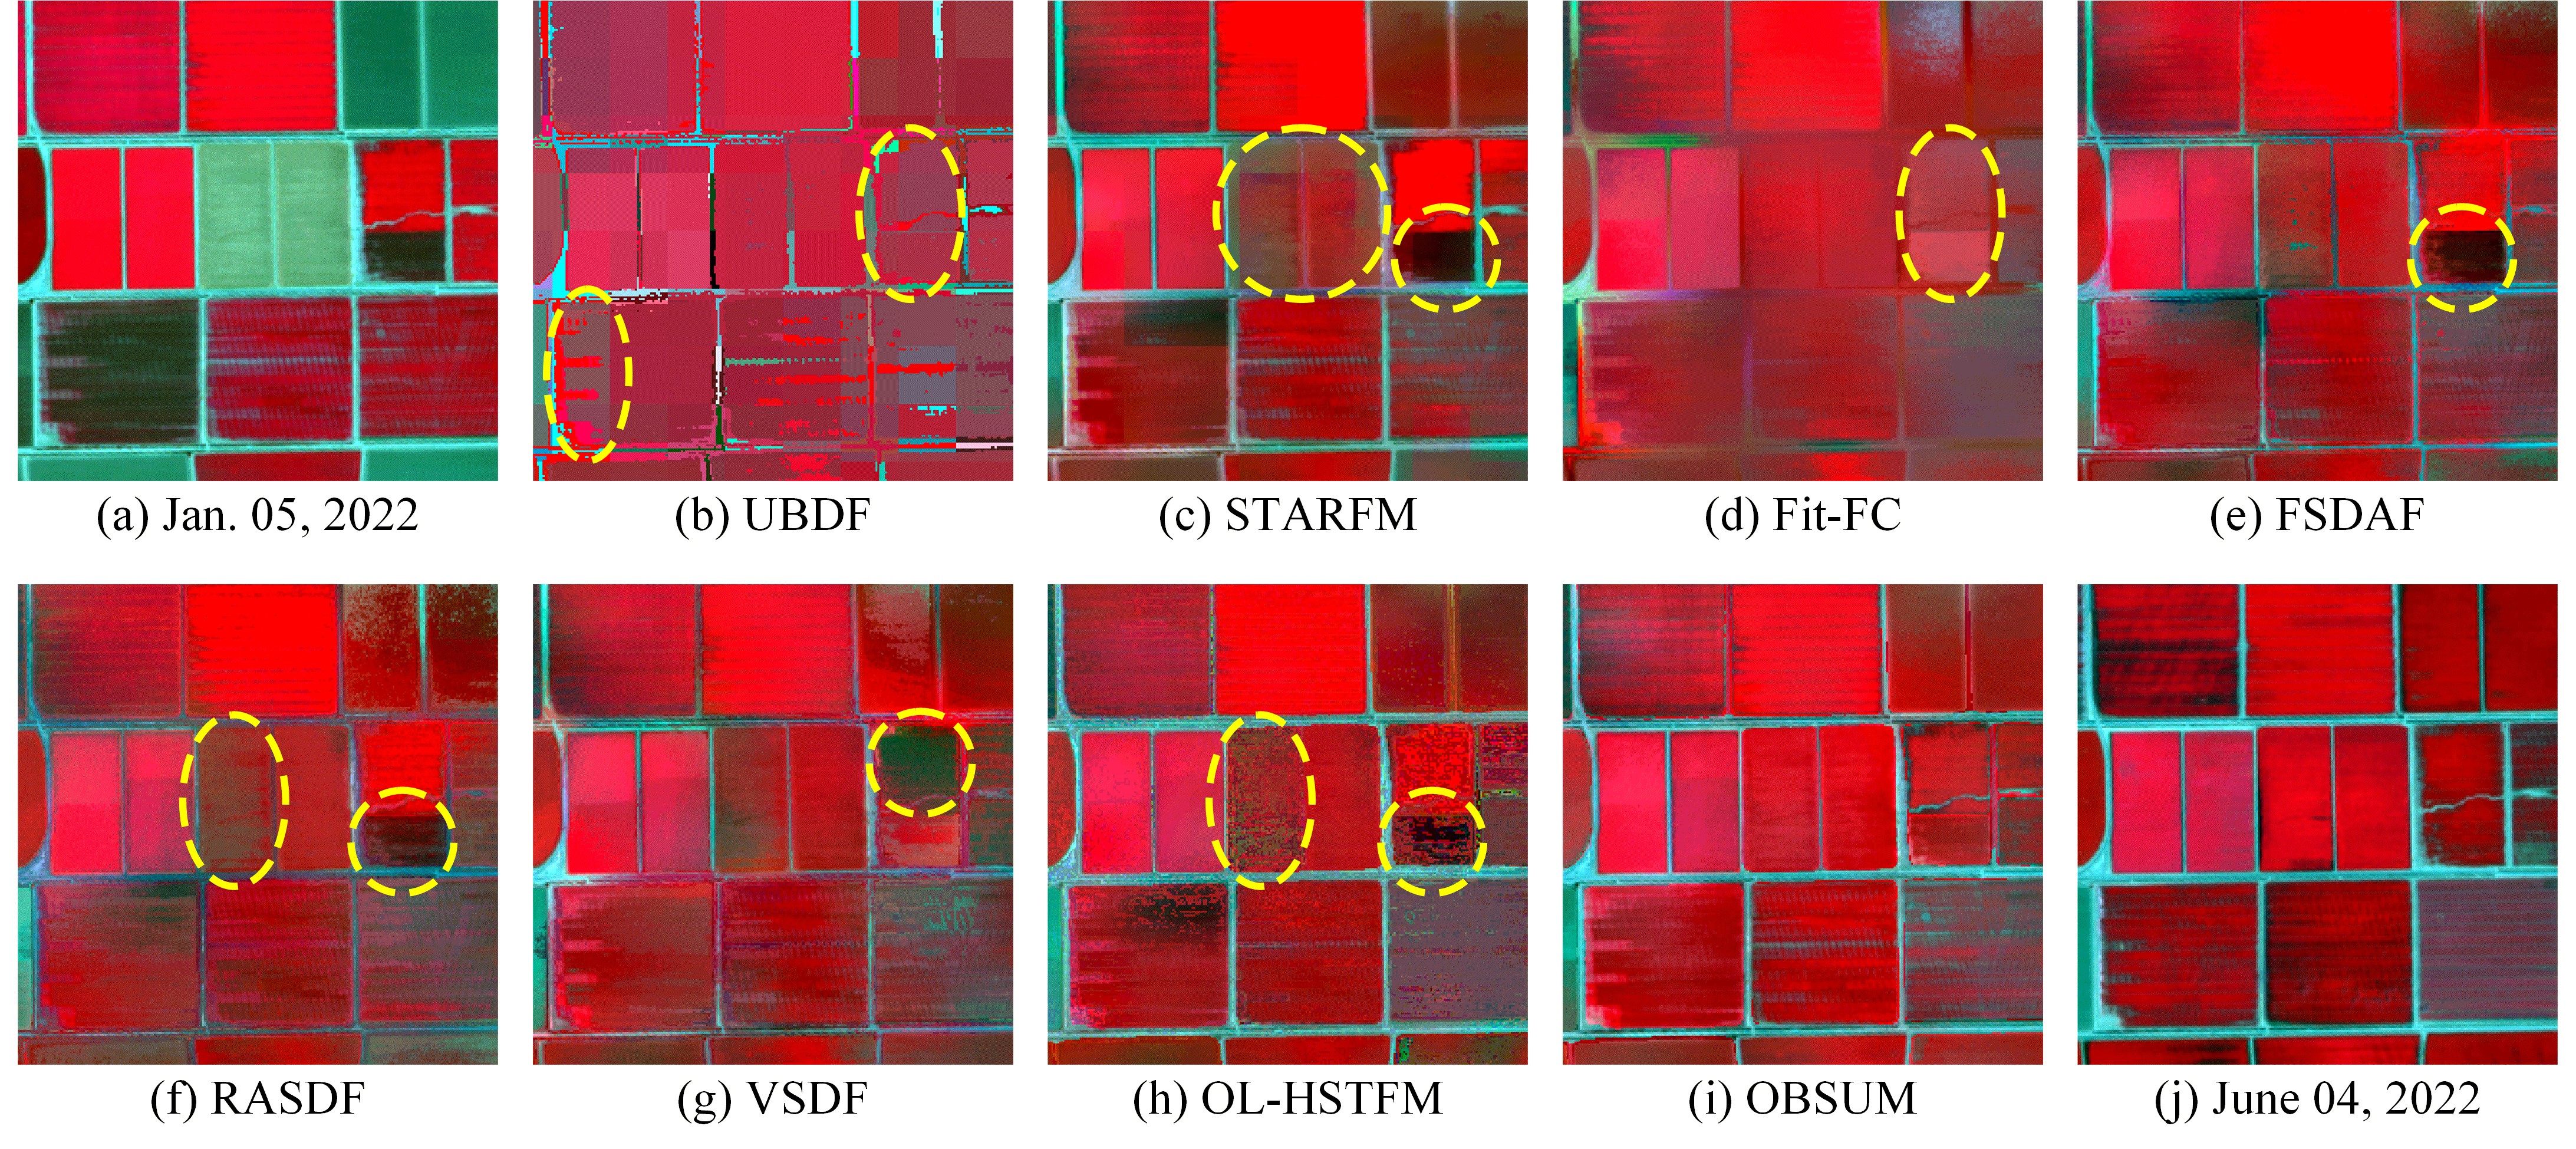 (a) Jan. 05, 2022
(b) UBDF
(c) STARFM
(d) Fit-FC
(e) FSDAF
(f) RASDF
(g) VSDF
(h) OL-HSTFM
(i) OBSUM
(j) June 04, 2022